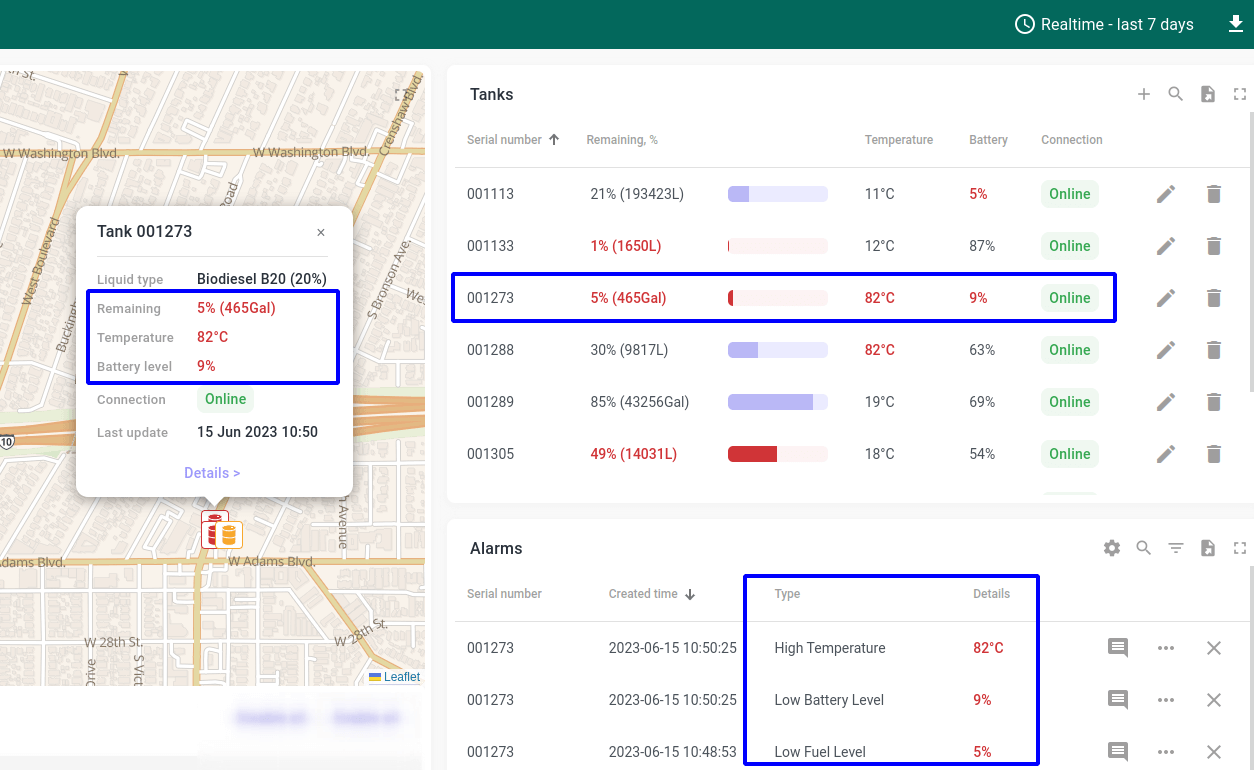 Realtime - last 7 days
W Washington Blvd.
W Washington Blvd.
Crenshaw Blvd.
West Boulevard
Road
S Bronson Ave.
Tank 001273
×
Liquid type Biodiesel B20 (20%)
Remaining 5% (465Gal)
Temperature 82°C
Battery level 9%
Connection Online
Last update 15 Jun 2023 10:50
Details >
10
Avenue
W Adams Blvd.
W 28th St.
W 28th St.
Leaflet
Tanks
Serial number Remaining, % Temperature Battery Connection
001113 21% (193423L) 11°C 5% Online
001133 1% (1650L) 12°C 87% Online
001273 5% (465Gal) 82°C 9% Online
001288 30% (9817L) 82°C 63% Online
001289 85% (43256Gal) 19°C 69% Online
001305 49% (14031L) 18°C 54% Online
Alarms
Serial number Created time Type Details
001273 2023-06-15 10:50:25 High Temperature 82°C
001273 2023-06-15 10:50:25 Low Battery Level 9%
001273 2023-06-15 10:48:53 Low Fuel Level 5%